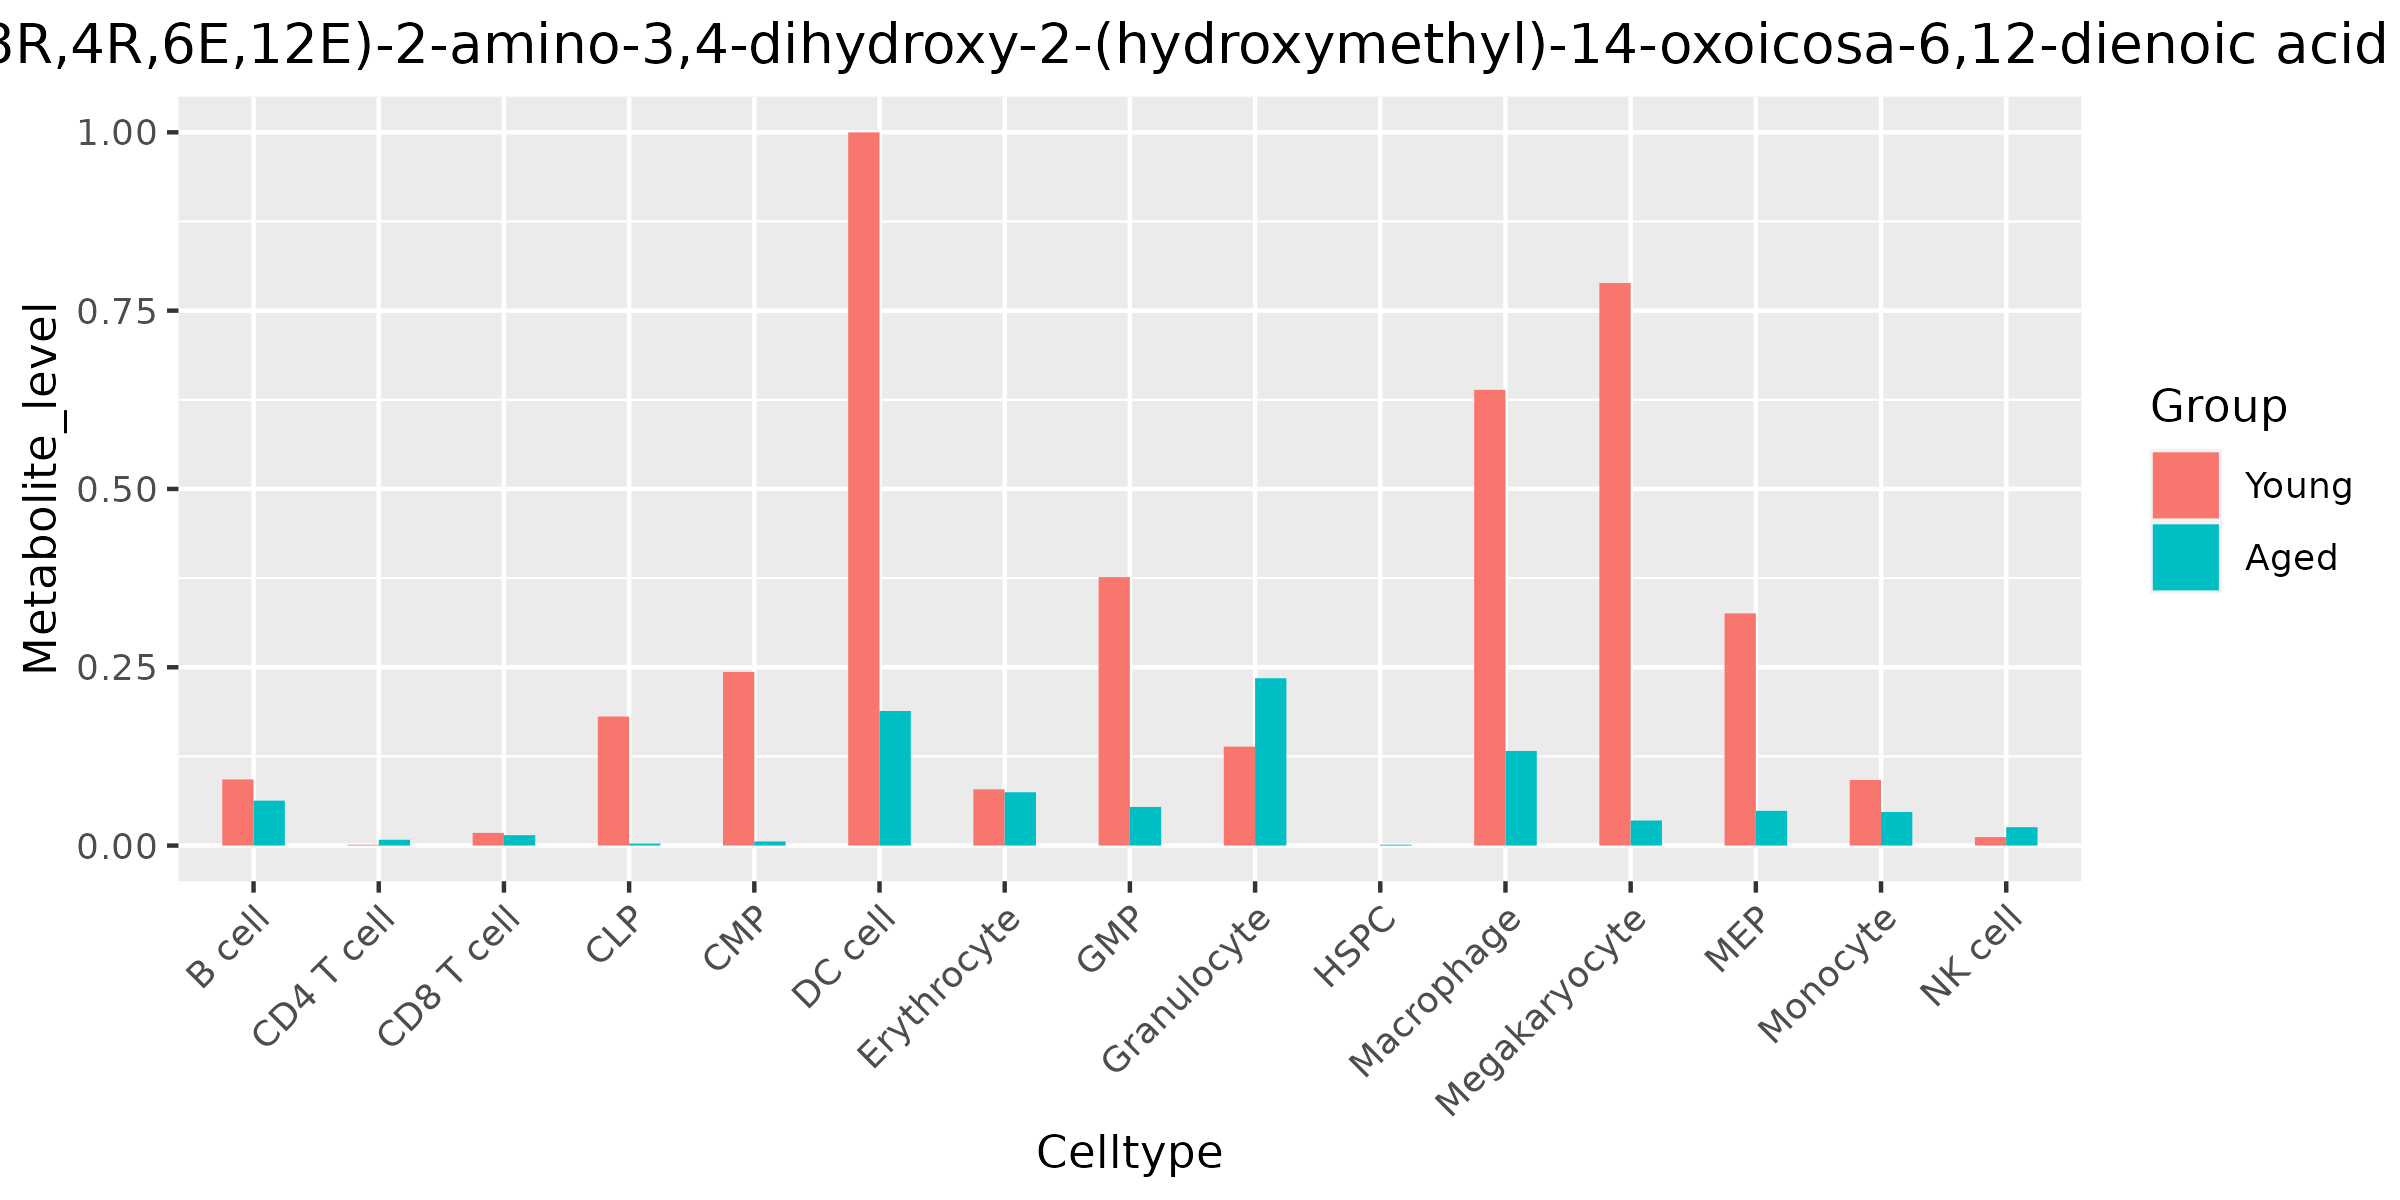 3R,4R,6E,12E)-2-amino-3,4-dihydroxy-2-(hydroxymethyl)-14-oxoicosa-6,12-dienoic acid
Metabolite_level
1.00
0.75
0.50
0.25
0.00
B cell
CD4 T cell
CD8 T cell
CLP
CMP
DC cell
Erythrocyte
GMP
Granulocyte
HSPC
Macrophage
Megakaryocyte
MEP
Monocyte
NK cell
Celltype
Group
Young
Aged